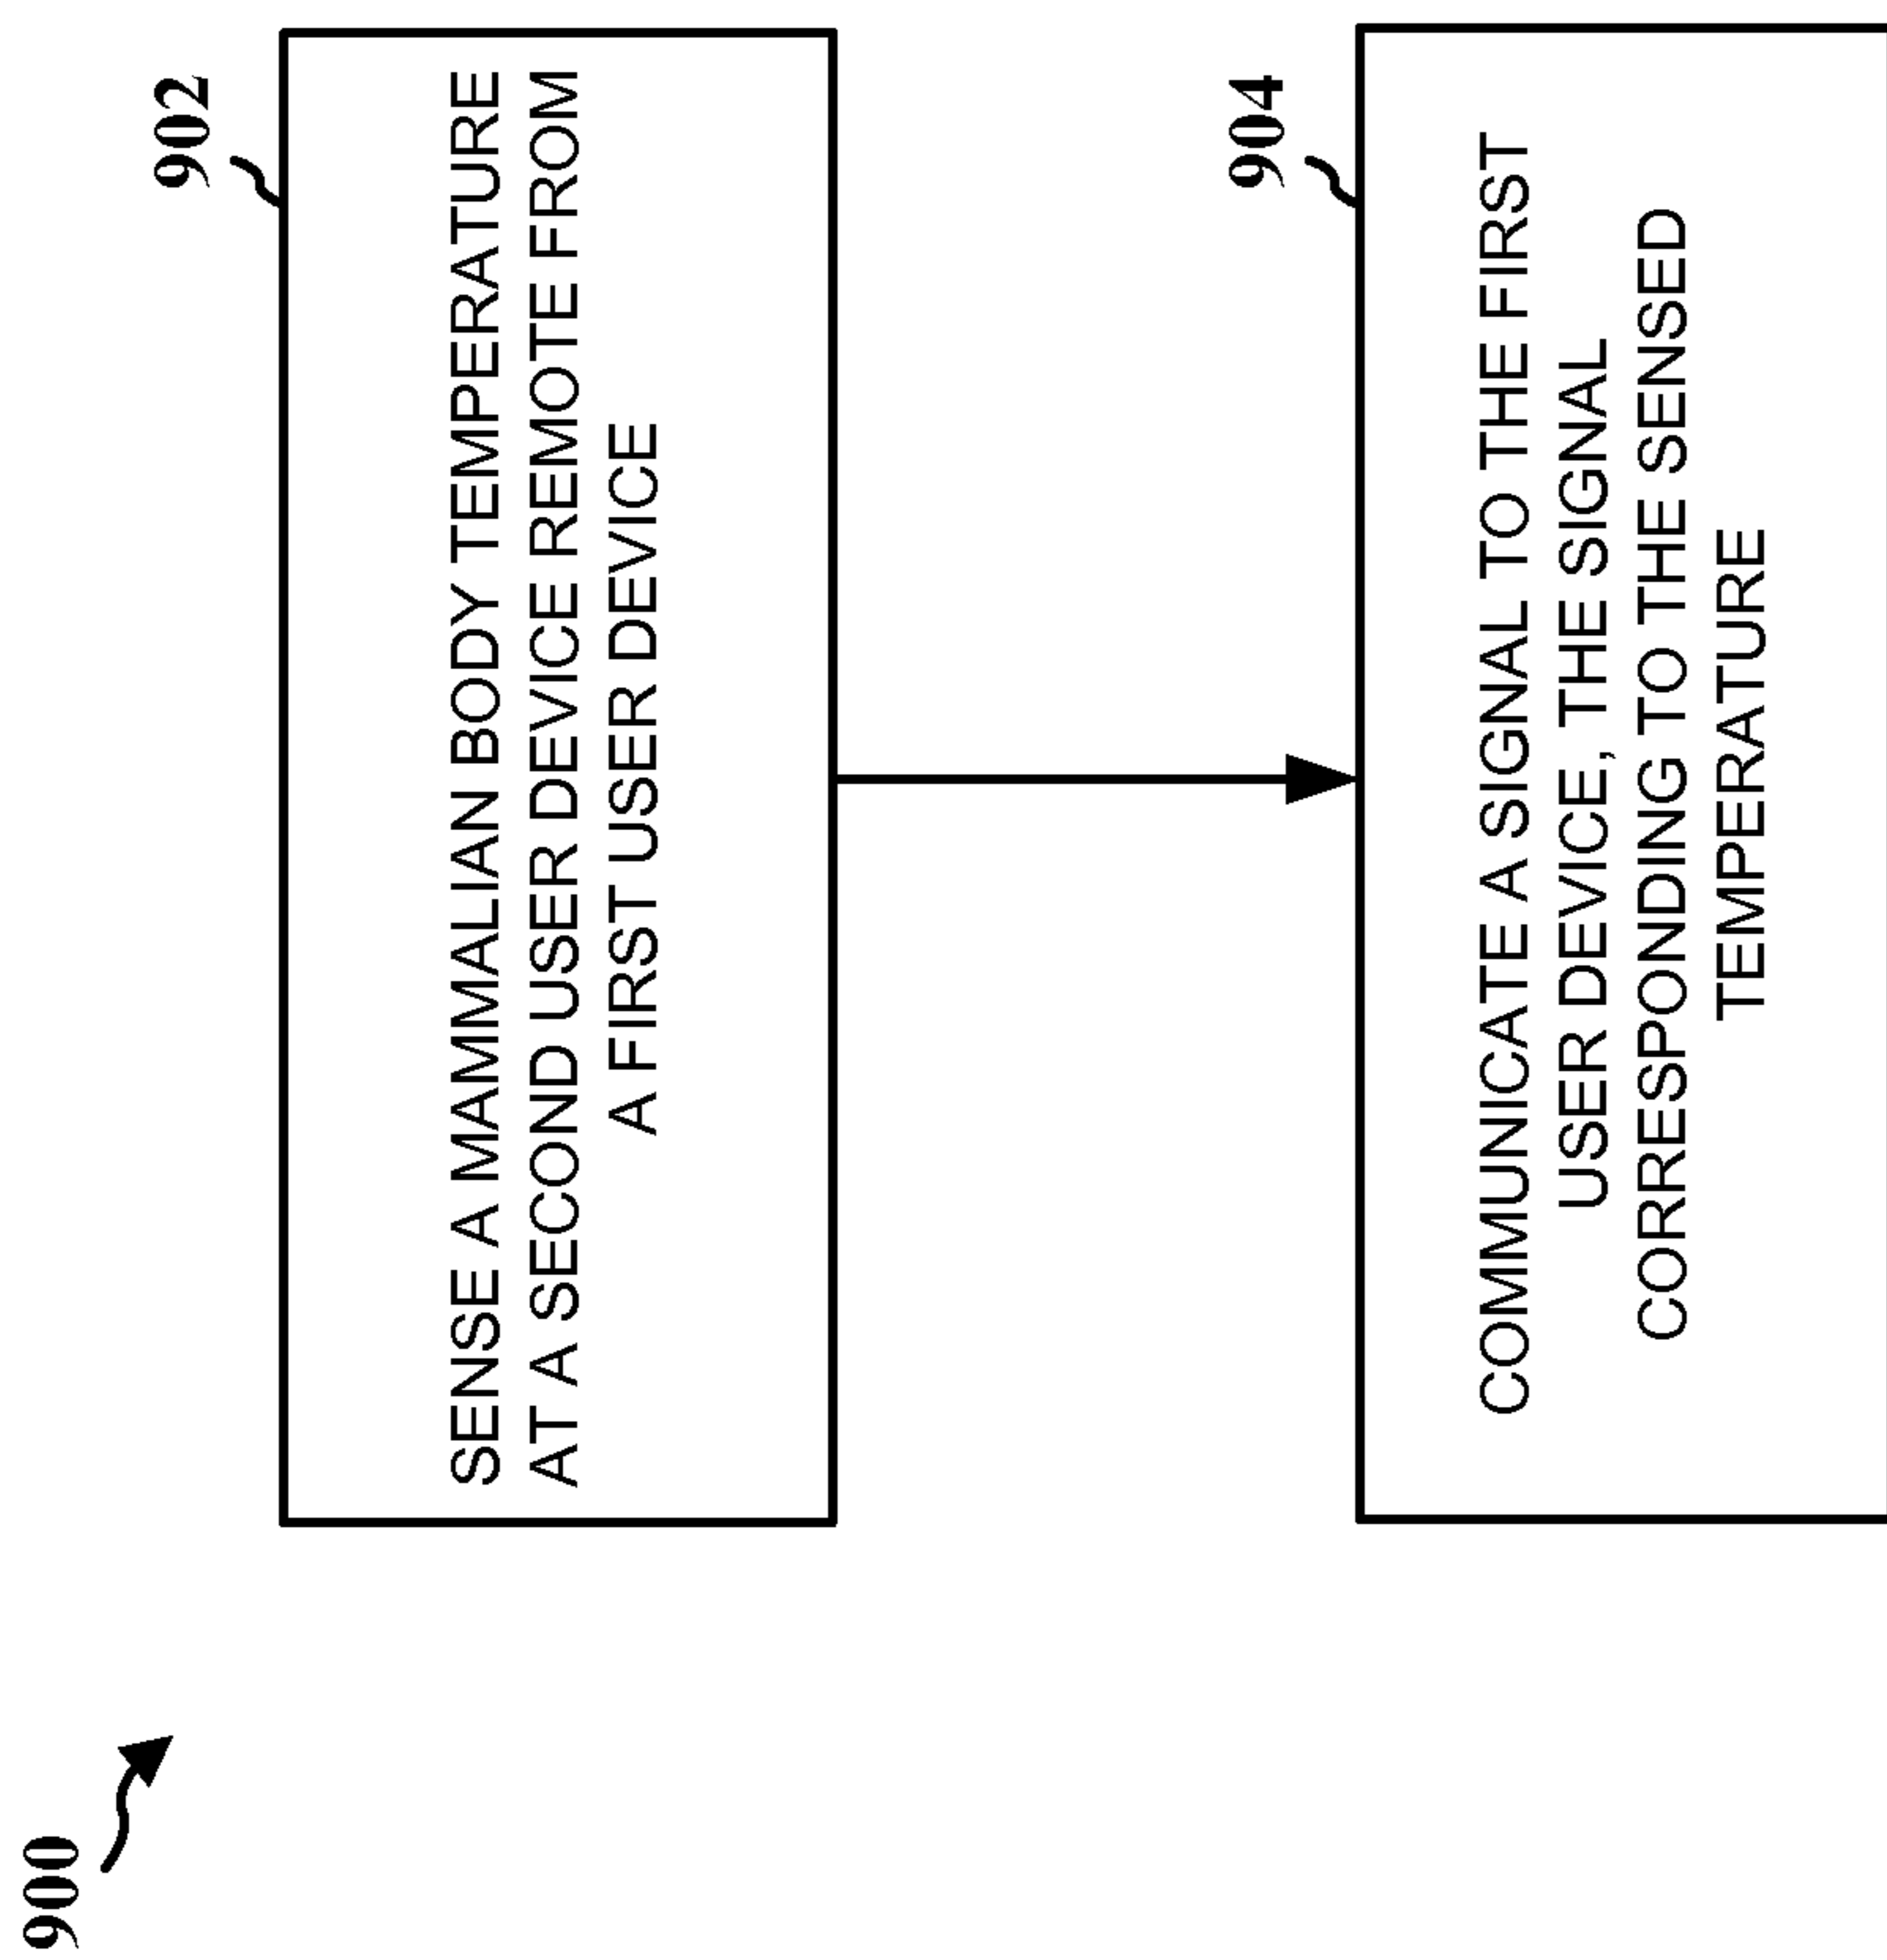 900
902
SENSE A MAMMALIAN BODY TEMPERATURE
AT A SECOND USER DEVICE REMOTE FROM
A FIRST USER DEVICE
904
COMMUNICATE A SIGNAL TO THE FIRST
USER DEVICE, THE SIGNAL
CORRESPONDING TO THE SENSED
TEMPERATURE